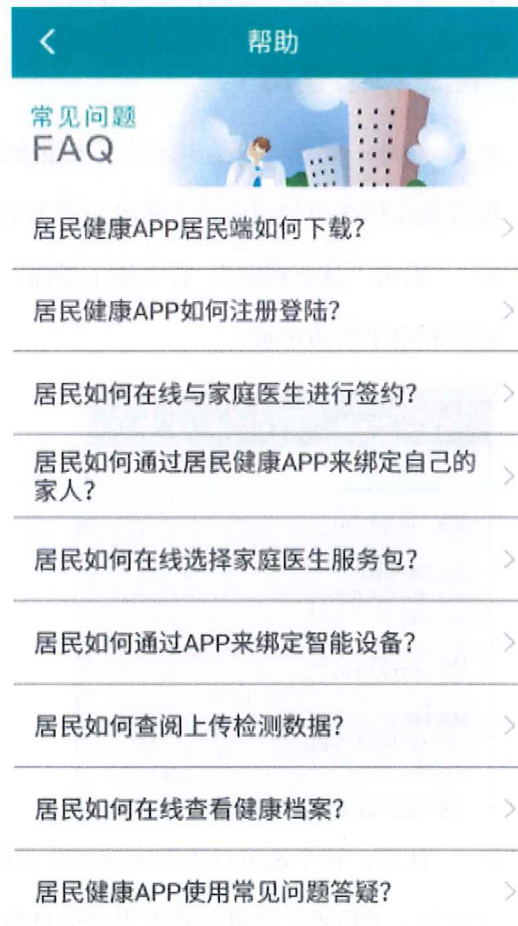 帮助
常见问题
FAQ
居民健康APP居民端如何下载？
居民健康APP如何注册登陆？
居民如何在线与家庭医生进行签约？
居民如何通过居民健康APP来绑定自己的
家人？
居民如何在线选择家庭医生服务包？
居民如何通过APP来绑定智能设备？
居民如何查阅上传检测数据？
居民如何在线查看健康档案？
居民健康APP使用常见问题答疑？